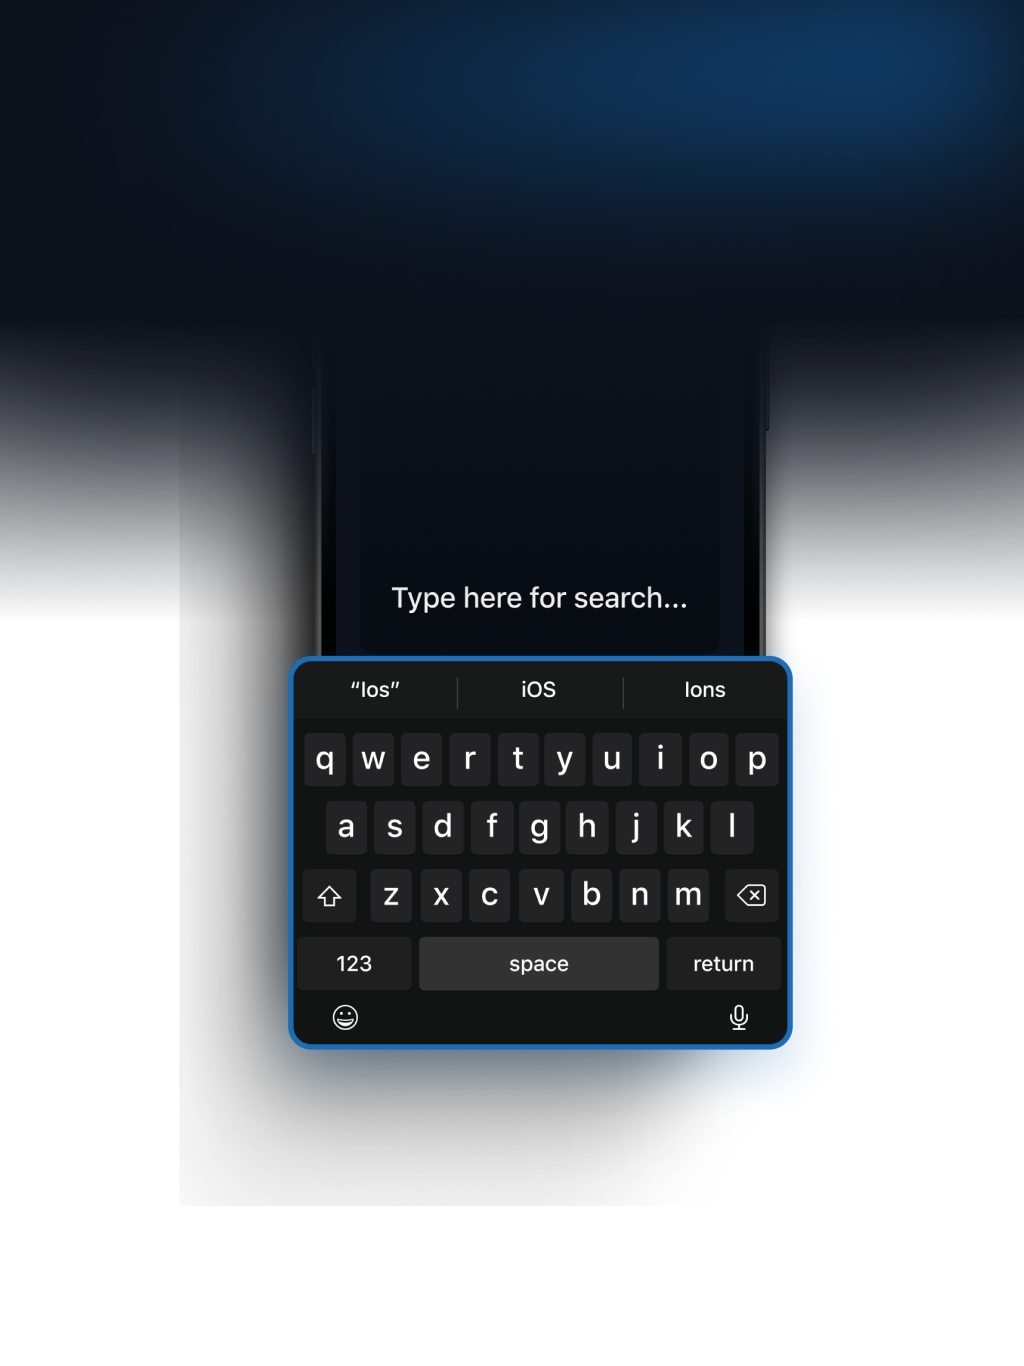 Type here for search...
“Ios” iOS Ions
q w e r t y u i o p
a s d f g h j k l
z x c v b n m
123 space return